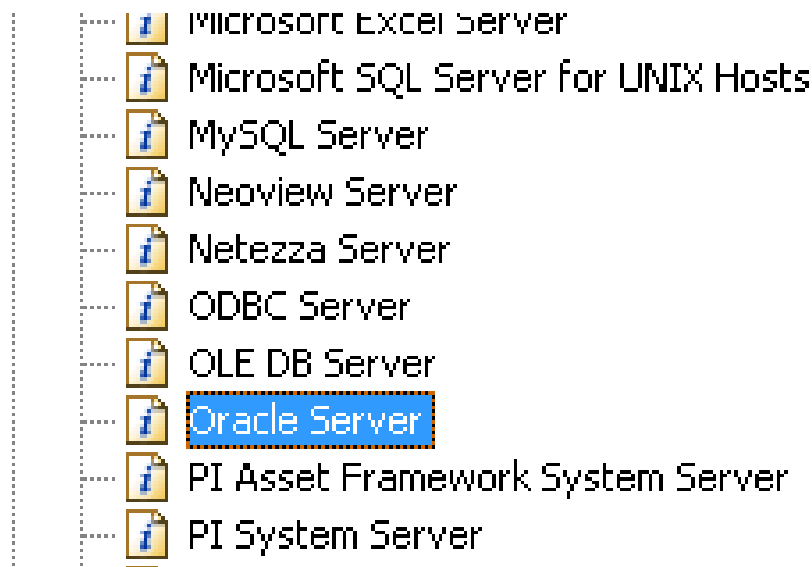 Microsoft Excel Server
Microsoft SQL Server for UNIX Hosts
MySQL Server
Neoview Server
Netezza Server
ODBC Server
OLE DB Server
Oracle Server
PI Asset Framework System Server
PI System Server